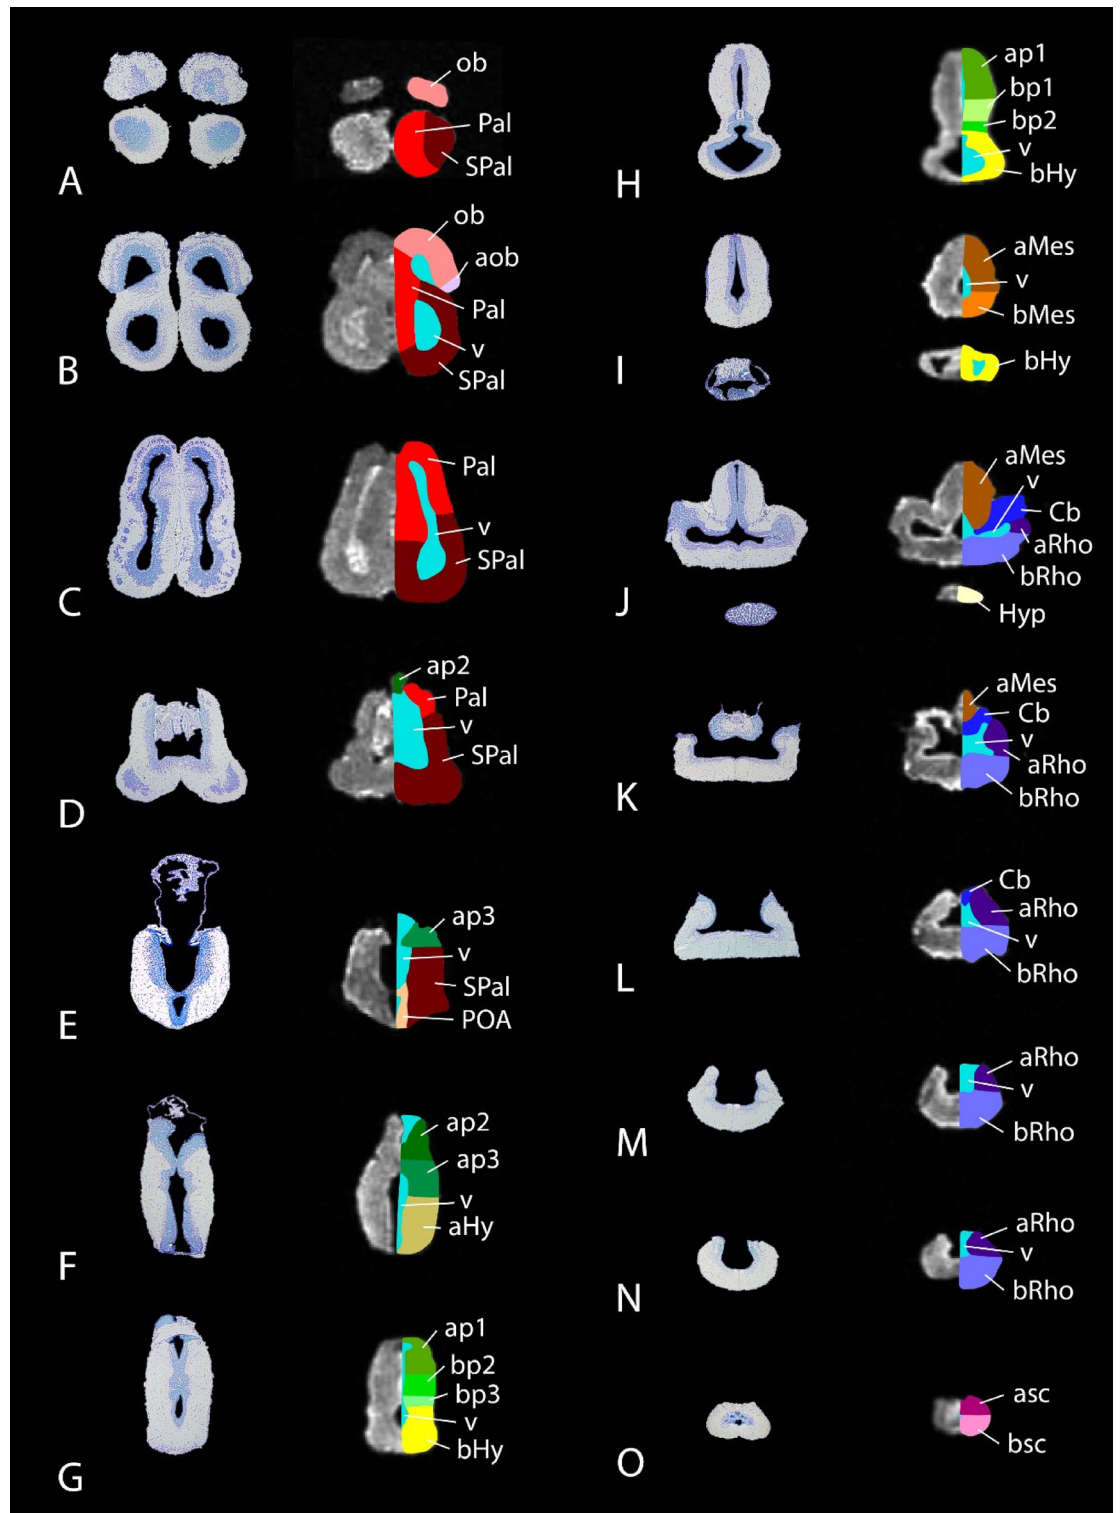 ob
Pal
SPal
A
ob
aob
Pal
v
SPal
B
Pal
v
SPal
C
ap2
Pal
v
SPal
D
ap3
v
SPal
POA
E
ap2
ap3
v
aHy
F
ap1
bp2
bp3
v
bHy
G
ap1
bp1
bp2
v
bHy
H
aMes
v
bMes
bHy
I
aMes
v
Cb
aRho
bRho
Hyp
J
aMes
Cb
v
aRho
bRho
K
Cb
aRho
v
bRho
L
aRho
v
bRho
M
aRho
v
bRho
N
asc
bsc
O